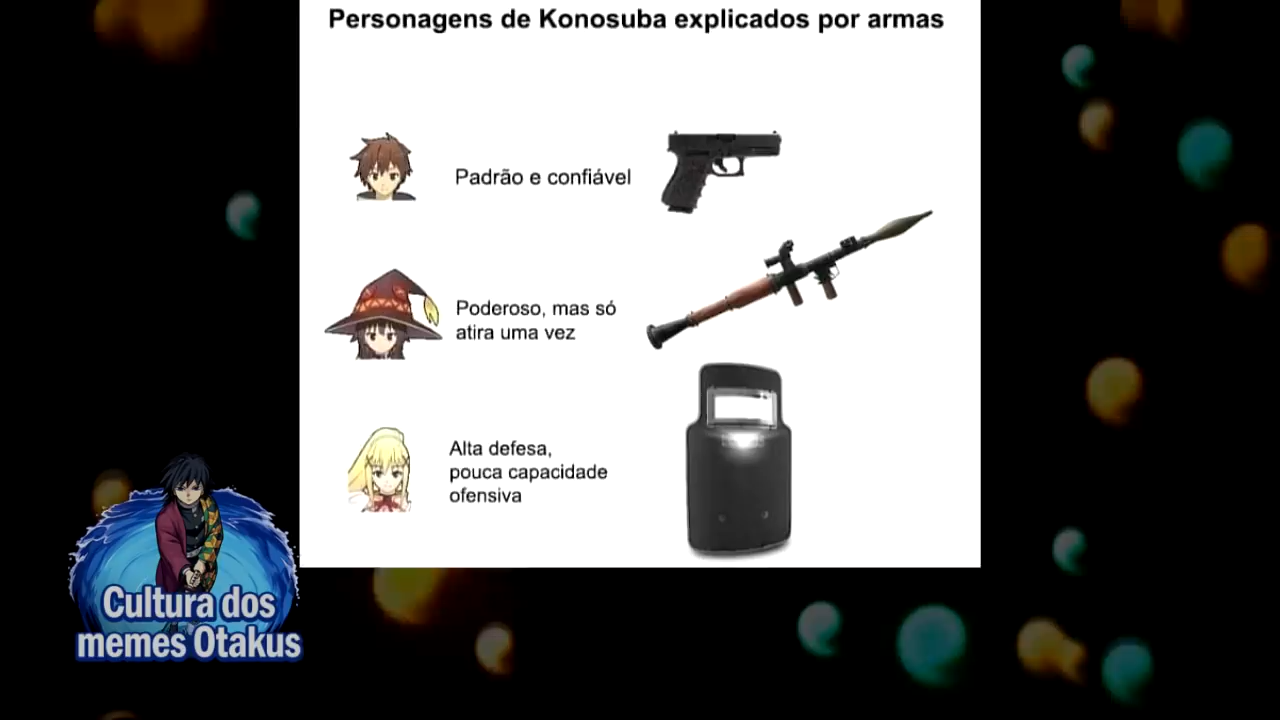 Personagens de Konosuba explicados por armas
Padrão e confiável
Poderoso, mas só
atira uma vez
Alta defesa,
pouca capacidade
ofensiva
Cultura dos
memes Otakus